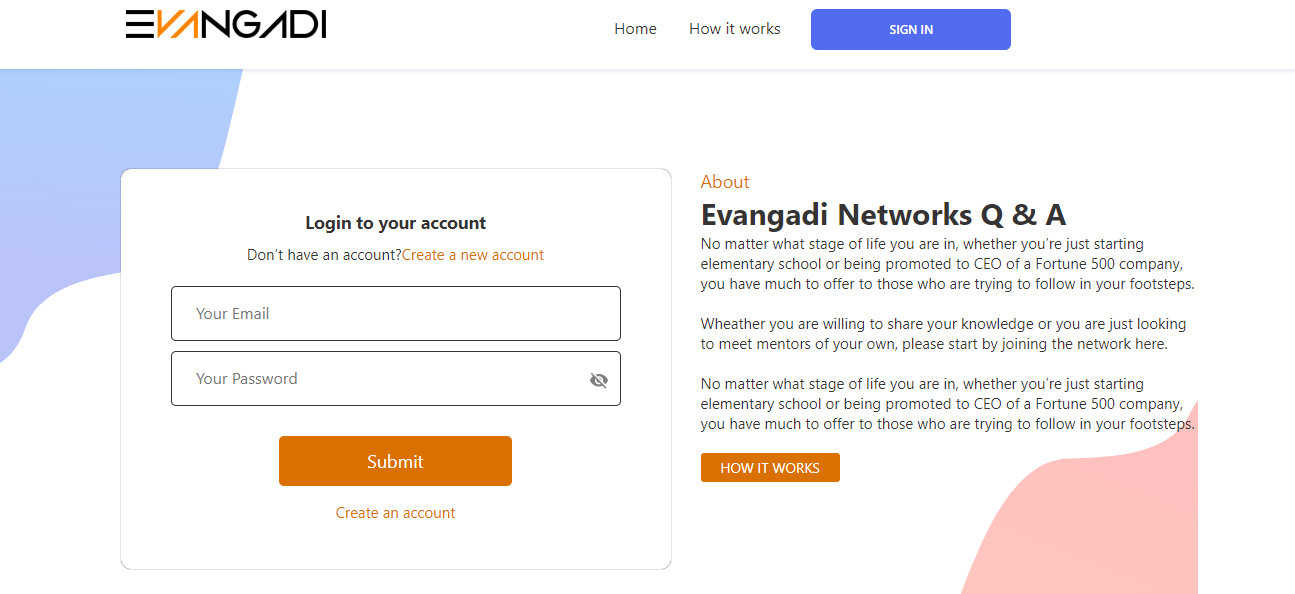 EVANGADI
Home
How it works
SIGN IN
Login to your account
Don’t have an account?Create a new account
Your Email
Your Password
Submit
Create an account
About
Evangadi Networks Q & A
No matter what stage of life you are in, whether you’re just starting
elementary school or being promoted to CEO of a Fortune 500 company,
you have much to offer to those who are trying to follow in your footsteps.
Wheather you are willing to share your knowledge or you are just looking
to meet mentors of your own, please start by joining the network here.
No matter what stage of life you are in, whether you’re just starting
elementary school or being promoted to CEO of a Fortune 500 company,
you have much to offer to those who are trying to follow in your footsteps.
HOW IT WORKS